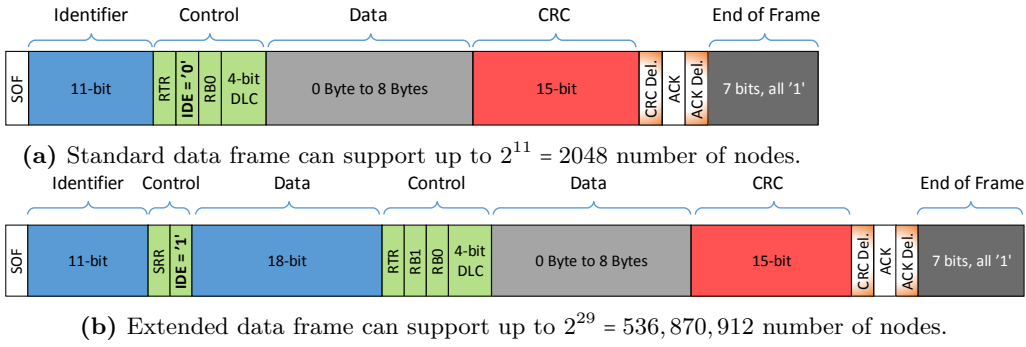 Identifier Control Data CRC End of Frame
SOF 11-bit RTR IDE = '0' RB0 4-bit DLC 0 Byte to 8 Bytes 15-bit CRC Del. ACK ACK Del. 7 bits, all '1'
(a) Standard data frame can support up to 2^11 = 2048 number of nodes.
Identifier Control Data Control Data CRC End of Frame
SOF 11-bit SRR IDE = '1' 18-bit RTR RB1 RB0 4-bit DLC 0 Byte to 8 Bytes 15-bit CRC Del. ACK ACK Del. 7 bits, all '1'
(b) Extended data frame can support up to 2^29 = 536,870,912 number of nodes.